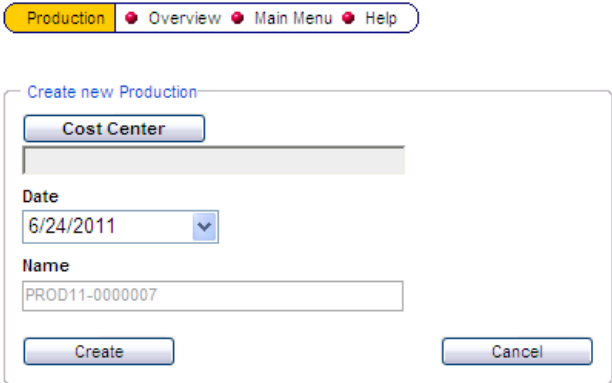 Production Overview Main Menu Help
Create new Production
Cost Center
Date
6/24/2011
Name
PROD11-0000007
Create Cancel